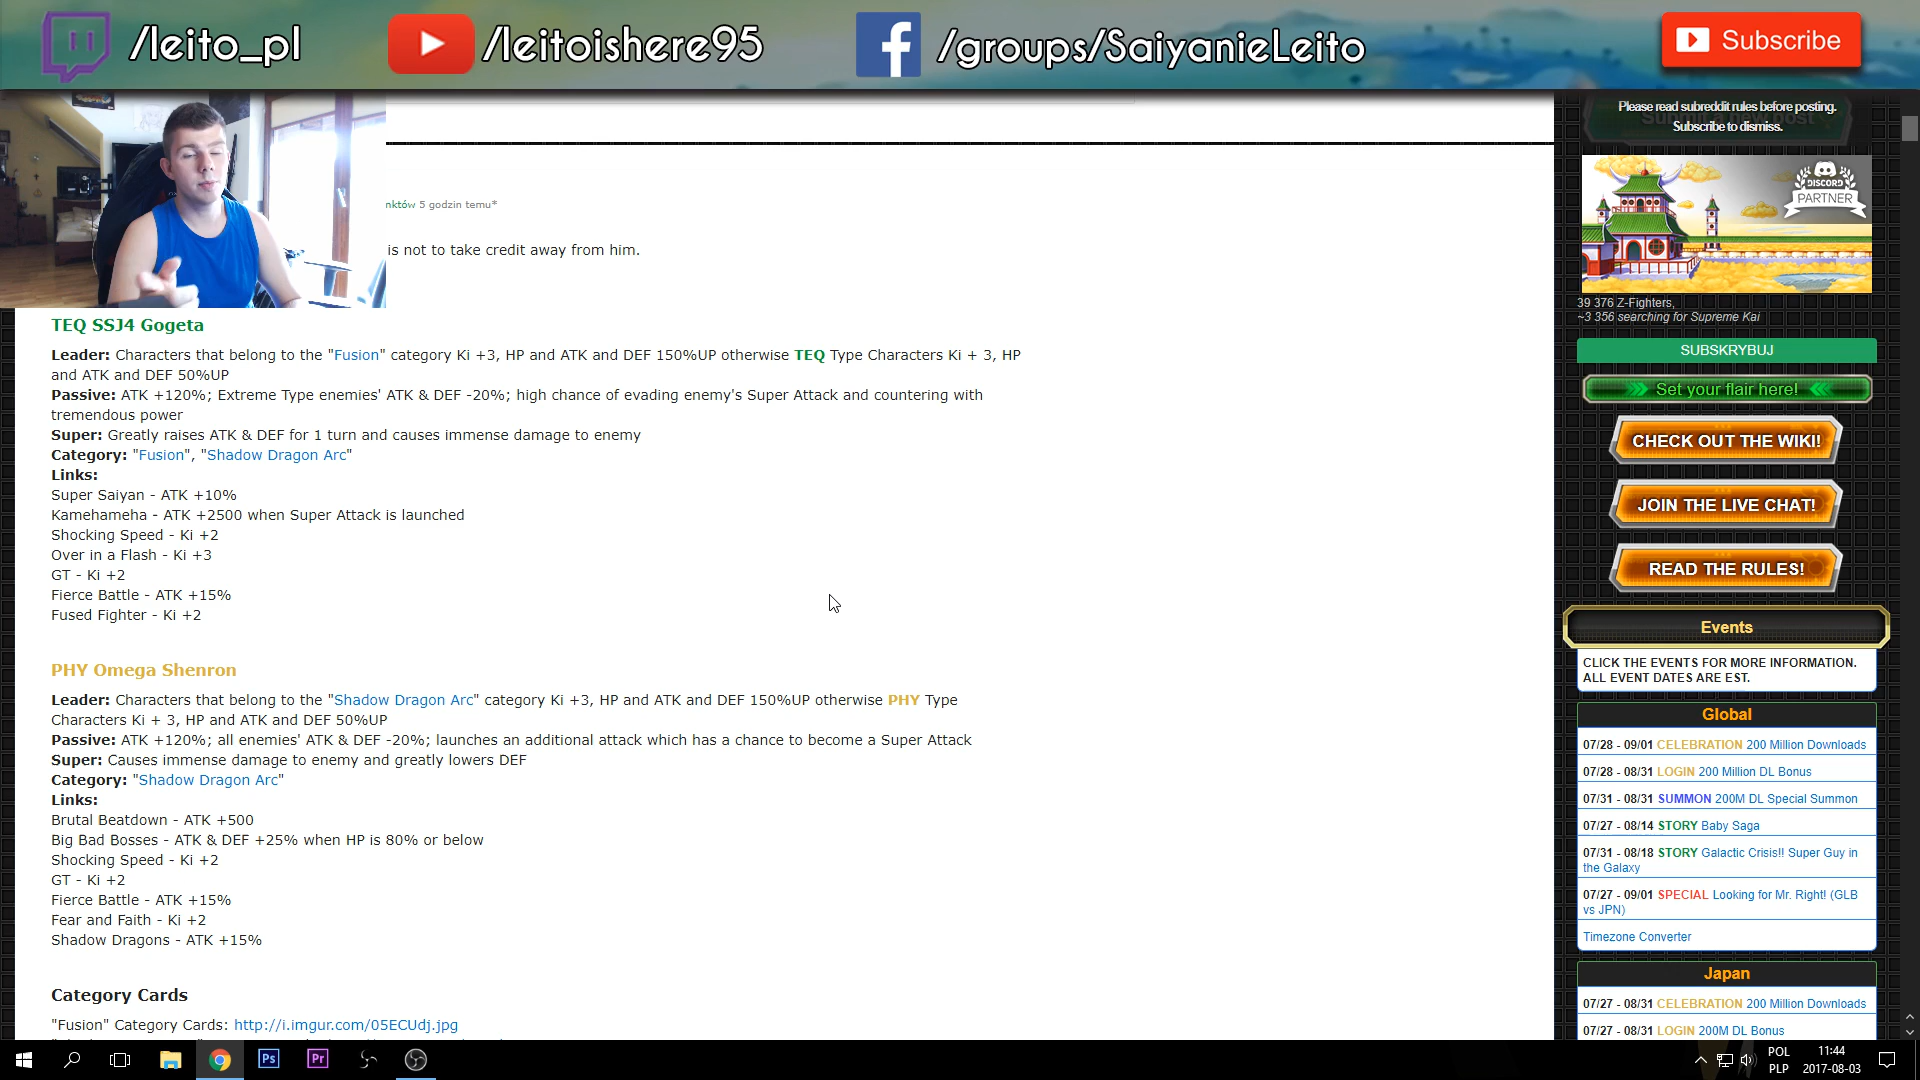 /leito_pl
/leitoishere95
/groups/SaiyanieLeito
Subscribe
nktów 5 godzin temu*
is not to take credit away from him.
TEQ SSJ4 Gogeta
Leader: Characters that belong to the "Fusion" category Ki +3, HP and ATK and DEF 150%UP otherwise TEQ Type Characters Ki + 3, HP
and ATK and DEF 50%UP
Passive: ATK +120%; Extreme Type enemies' ATK & DEF -20%; high chance of evading enemy's Super Attack and countering with
tremendous power
Super: Greatly raises ATK & DEF for 1 turn and causes immense damage to enemy
Category: "Fusion", "Shadow Dragon Arc"
Links:
Super Saiyan - ATK +10%
Kamehameha - ATK +2500 when Super Attack is launched
Shocking Speed - Ki +2
Over in a Flash - Ki +3
GT - Ki +2
Fierce Battle - ATK +15%
Fused Fighter - Ki +2
PHY Omega Shenron
Leader: Characters that belong to the "Shadow Dragon Arc" category Ki +3, HP and ATK and DEF 150%UP otherwise PHY Type
Characters Ki + 3, HP and ATK and DEF 50%UP
Passive: ATK +120%; all enemies' ATK & DEF -20%; launches an additional attack which has a chance to become a Super Attack
Super: Causes immense damage to enemy and greatly lowers DEF
Category: "Shadow Dragon Arc"
Links:
Brutal Beatdown - ATK +500
Big Bad Bosses - ATK & DEF +25% when HP is 80% or below
Shocking Speed - Ki +2
GT - Ki +2
Fierce Battle - ATK +15%
Fear and Faith - Ki +2
Shadow Dragons - ATK +15%
Category Cards
"Fusion" Category Cards: http://i.imgur.com/05ECUdj.jpg
Please read subreddit rules before posting.
Submit a new post
Subscribe to dismiss.
DISCORD
PARTNER
39 376 Z-Fighters,
~3 356 searching for Supreme Kai
SUBSKRYBUJ
Set your flair here!
CHECK OUT THE WIKI!
JOIN THE LIVE CHAT!
READ THE RULES!
Events
CLICK THE EVENTS FOR MORE INFORMATION.
ALL EVENT DATES ARE EST.
Global
07/28 - 09/01 CELEBRATION 200 Million Downloads
07/28 - 08/31 LOGIN 200 Million DL Bonus
07/31 - 08/31 SUMMON 200M DL Special Summon
07/27 - 08/14 STORY Baby Saga
07/31 - 08/18 STORY Galactic Crisis!! Super Guy in
the Galaxy
07/27 - 09/01 SPECIAL Looking for Mr. Right! (GLB
vs JPN)
Timezone Converter
Japan
07/27 - 08/31 CELEBRATION 200 Million Downloads
07/27 - 08/31 LOGIN 200M DL Bonus
Ps
Pr
POL
PLP
11:44
2017-08-03